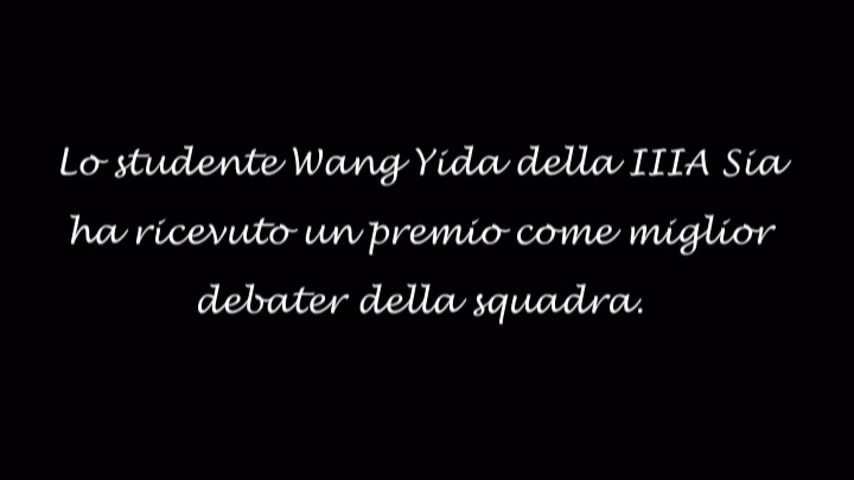 Lo studente Wang Yida della IIIA Sia
ha ricevuto un premio come miglior
debater della squadra.